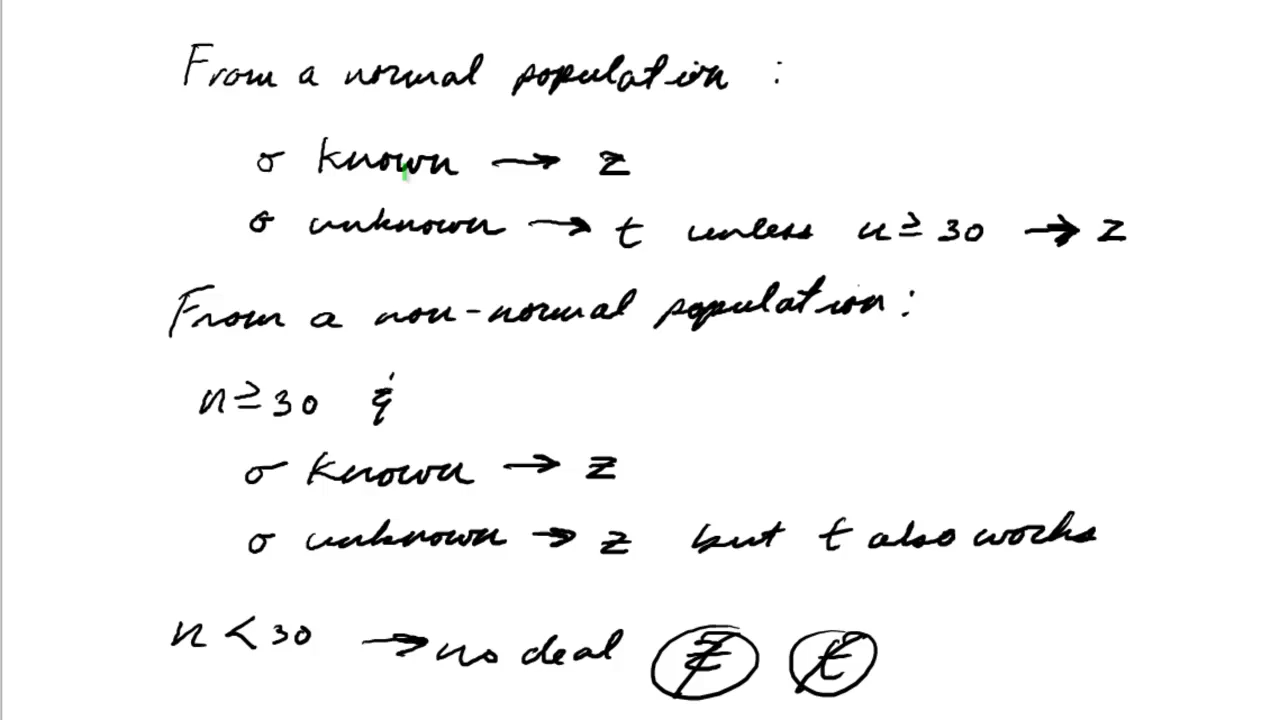 From a normal population :
σ known → z
σ unknown → t unless n ≥ 30 → z
From a non-normal population :
n ≥ 30 &
σ known → z
σ unknown → z but t also works
n < 30 → no deal z t